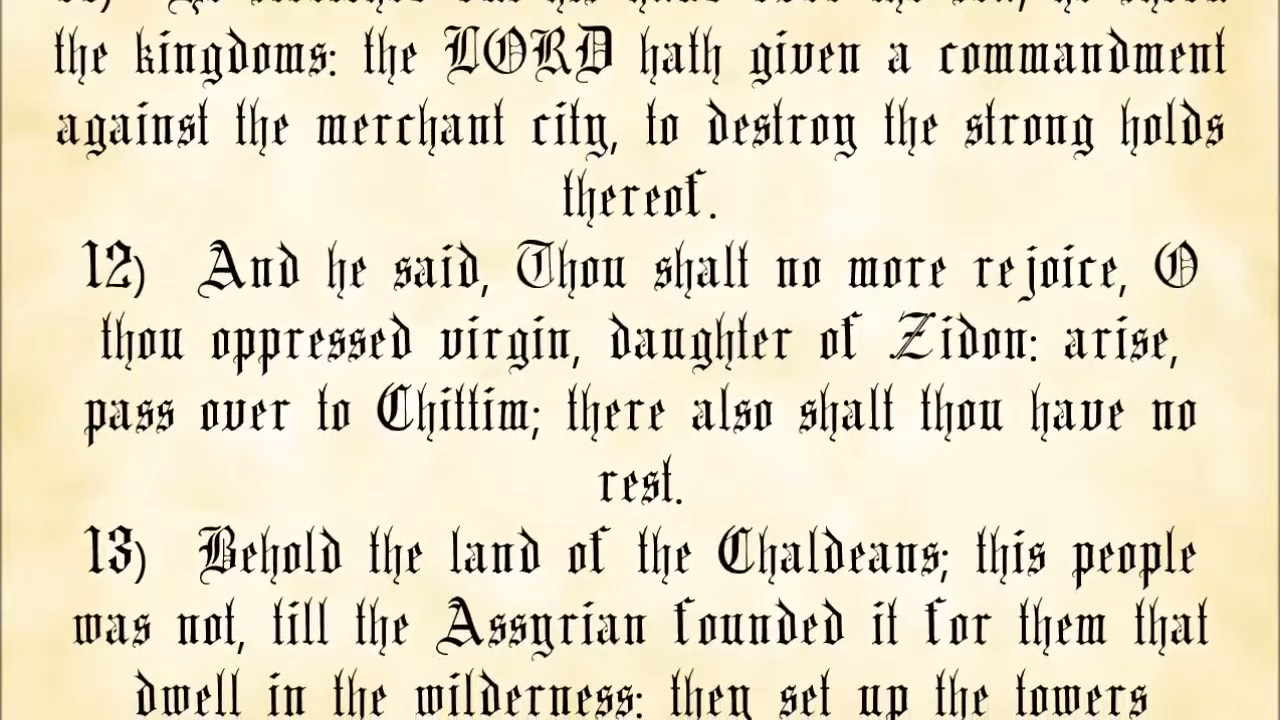 the kingdoms: the LORD hath given a commandment
against the merchant city, to destroy the strong holds
thereof.
12) And he said, Thou shalt no more rejoice, O
thou oppressed virgin, daughter of Zidon: arise,
pass over to Chittim; there also shalt thou have no
rest.
13) Behold the land of the Chaldeans; this people
was not, till the Assyrian founded it for them that
dwell in the wilderness: they set up the towers